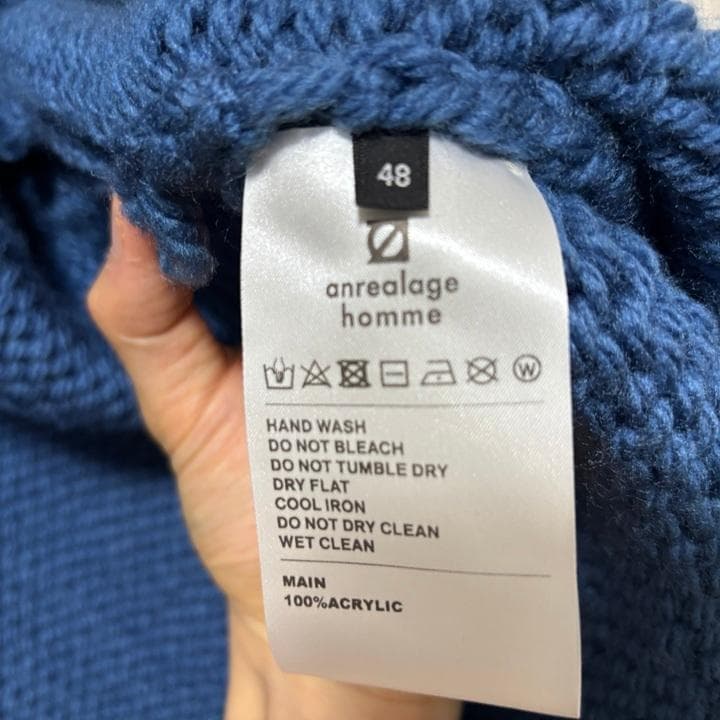 48
anrealage
homme
W
HAND WASH
DO NOT BLEACH
DO NOT TUMBLE DRY
DRY FLAT
COOL IRON
DO NOT DRY CLEAN
WET CLEAN
MAIN
100%ACRYLIC